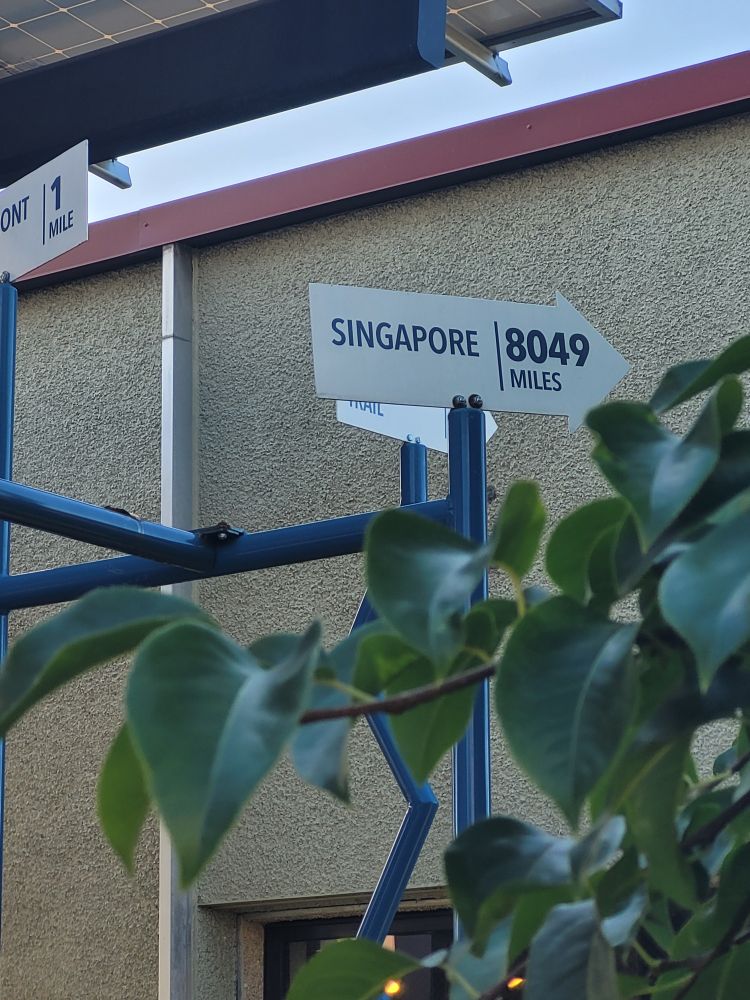 ONT | 1
MILE
SINGAPORE | 8049
MILES
TRAIL